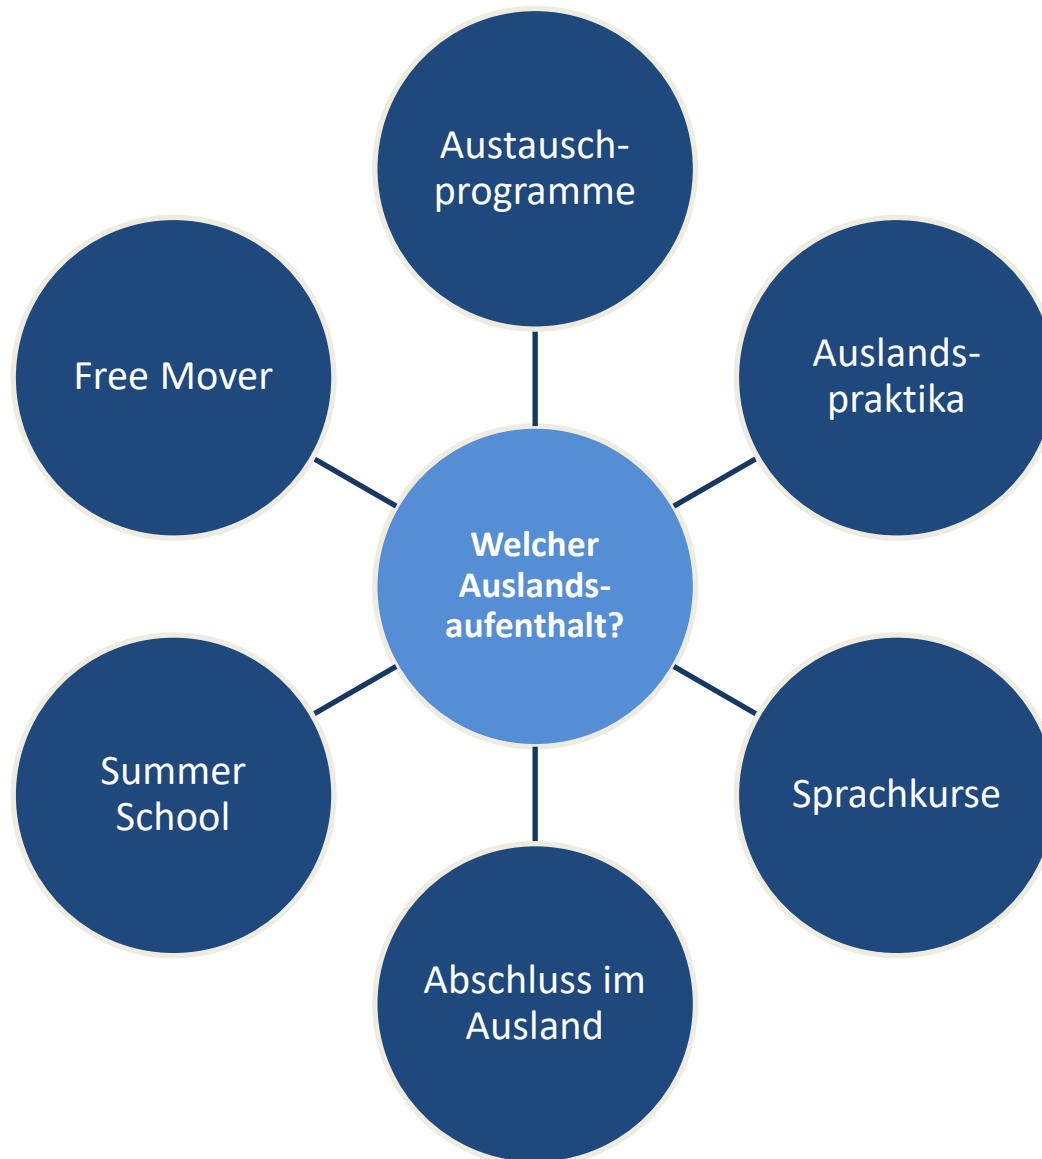 Austausch-
programme
Free Mover
Auslands-
praktika
Welcher
Auslands-
aufenthalt?
Summer
School
Sprachkurse
Abschluss im
Ausland